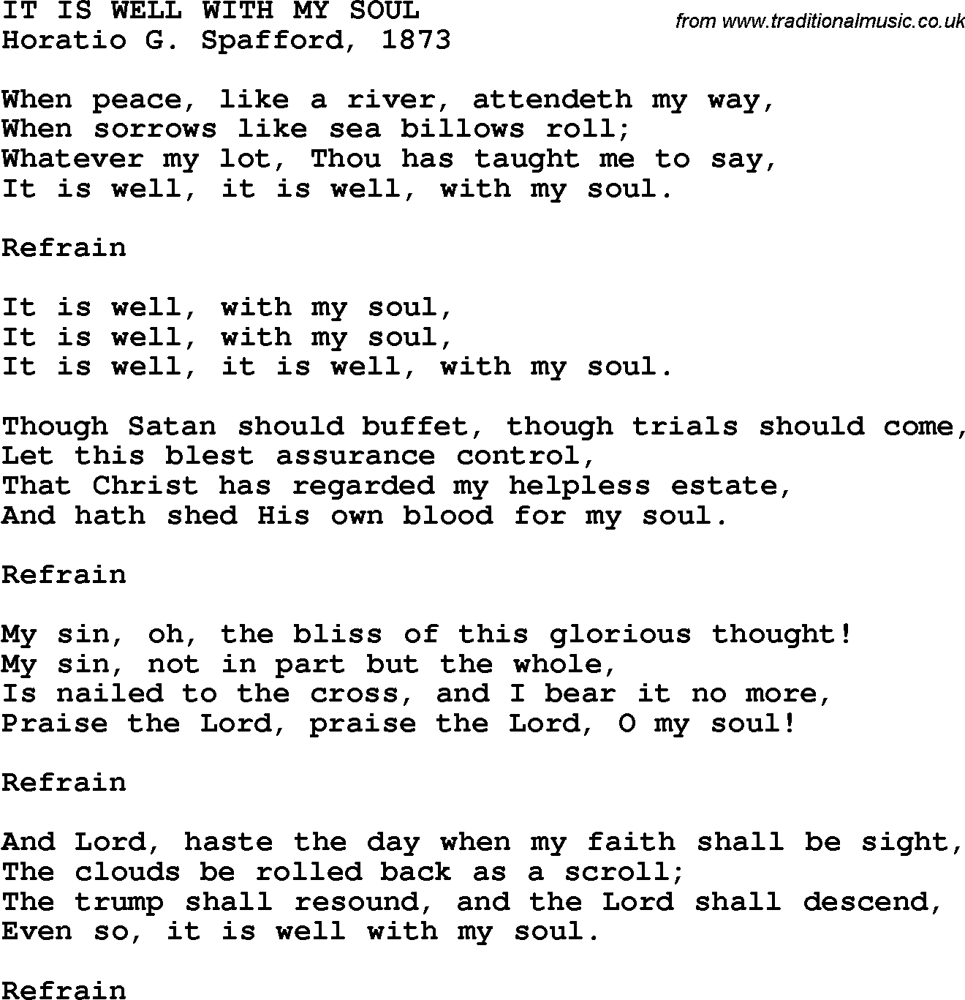 IT IS WELL WITH MY SOUL
from www.traditionalmusic.co.uk
Horatio G. Spafford, 1873

When peace, like a river, attendeth my way,
When sorrows like sea billows roll;
Whatever my lot, Thou has taught me to say,
It is well, it is well, with my soul.

Refrain

It is well, with my soul,
It is well, with my soul,
It is well, it is well, with my soul.

Though Satan should buffet, though trials should come,
Let this blest assurance control,
That Christ has regarded my helpless estate,
And hath shed His own blood for my soul.

Refrain

My sin, oh, the bliss of this glorious thought!
My sin, not in part but the whole,
Is nailed to the cross, and I bear it no more,
Praise the Lord, praise the Lord, O my soul!

Refrain

And Lord, haste the day when my faith shall be sight,
The clouds be rolled back as a scroll;
The trump shall resound, and the Lord shall descend,
Even so, it is well with my soul.

Refrain